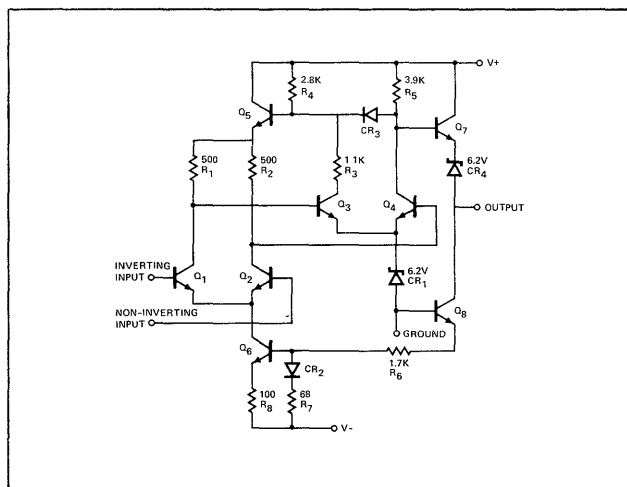 V+
2.8K
R4
3.9K
R5
Q5
CR3
Q7
500
R1
500
R2
1 1K
R3
6.2V
CR4
Q3
Q4
OUTPUT
INVERTING
INPUT
Q1
Q2
6.2V
CR1
Q8
NON-INVERTING
INPUT
GROUND
Q6
CR2
1.7K
R6
100
R8
68
R7
V-